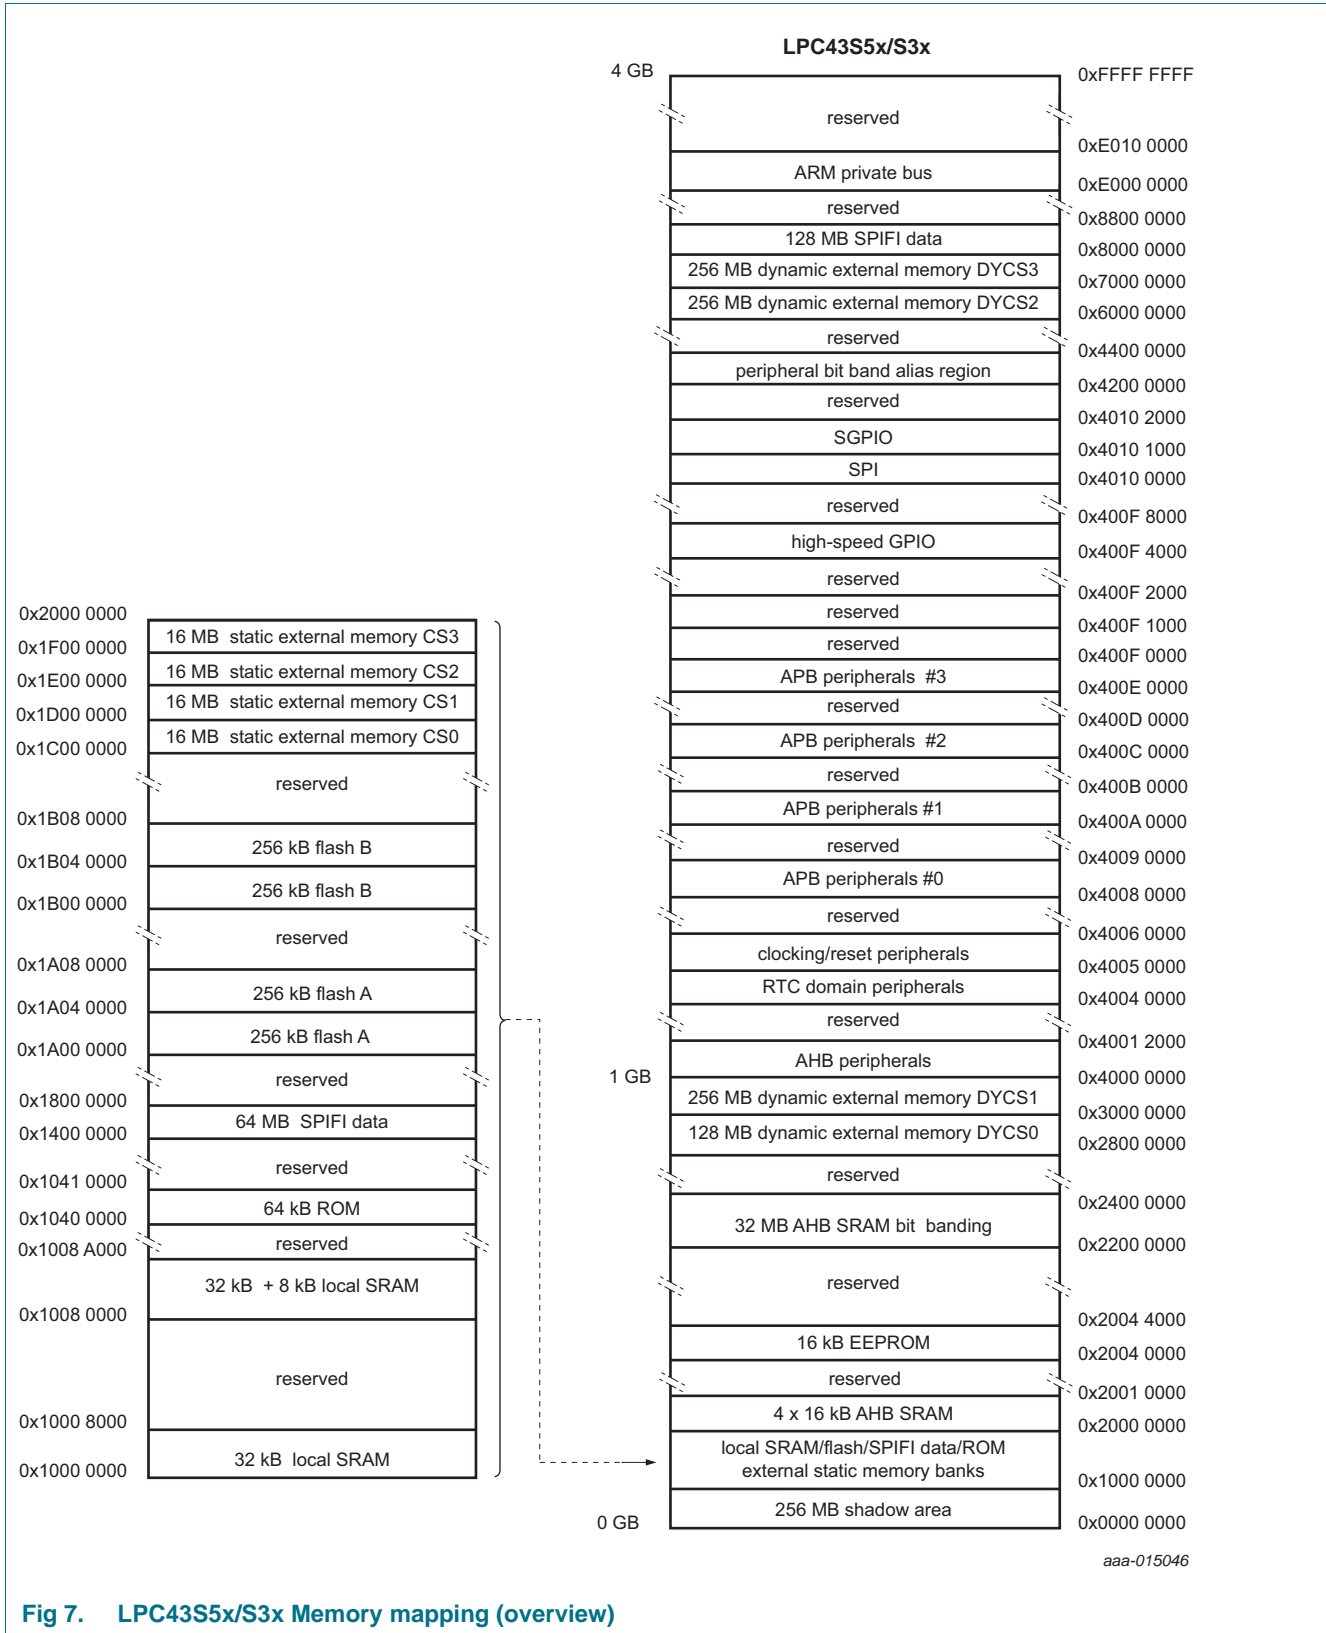 LPC43S5x/S3x
4 GB
0xFFFF FFFF
reserved
0xE010 0000
ARM private bus
0xE000 0000
reserved
0x8800 0000
128 MB SPIFI data
0x8000 0000
256 MB dynamic external memory DYCS3
0x7000 0000
256 MB dynamic external memory DYCS2
0x6000 0000
reserved
0x4400 0000
peripheral bit band alias region
0x4200 0000
reserved
0x4010 2000
SGPIO
0x4010 1000
SPI
0x4010 0000
reserved
0x400F 8000
high-speed GPIO
0x400F 4000
reserved
0x400F 2000
reserved
0x400F 1000
reserved
0x400F 0000
APB peripherals #3
0x400E 0000
reserved
0x400D 0000
APB peripherals #2
0x400C 0000
reserved
0x400B 0000
APB peripherals #1
0x400A 0000
reserved
0x4009 0000
APB peripherals #0
0x4008 0000
reserved
0x4006 0000
clocking/reset peripherals
0x4005 0000
RTC domain peripherals
0x4004 0000
reserved
0x4001 2000
AHB peripherals
1 GB
0x4000 0000
256 MB dynamic external memory DYCS1
0x3000 0000
128 MB dynamic external memory DYCS0
0x2800 0000
reserved
0x2400 0000
32 MB AHB SRAM bit banding
0x2200 0000
reserved
0x2004 4000
16 kB EEPROM
0x2004 0000
reserved
0x2001 0000
4 x 16 kB AHB SRAM
0x2000 0000
local SRAM/flash/SPIFI data/ROM
external static memory banks
0x1000 0000
256 MB shadow area
0 GB
0x0000 0000
0x2000 0000
16 MB static external memory CS3
0x1F00 0000
16 MB static external memory CS2
0x1E00 0000
16 MB static external memory CS1
0x1D00 0000
16 MB static external memory CS0
0x1C00 0000
reserved
0x1B08 0000
256 kB flash B
0x1B04 0000
256 kB flash B
0x1B00 0000
reserved
0x1A08 0000
256 kB flash A
0x1A04 0000
256 kB flash A
0x1A00 0000
reserved
0x1800 0000
64 MB SPIFI data
0x1400 0000
reserved
0x1041 0000
64 kB ROM
0x1040 0000
reserved
0x1008 A000
32 kB + 8 kB local SRAM
0x1008 0000
reserved
0x1000 8000
32 kB local SRAM
0x1000 0000
aaa-015046
Fig 7. LPC43S5x/S3x Memory mapping (overview)